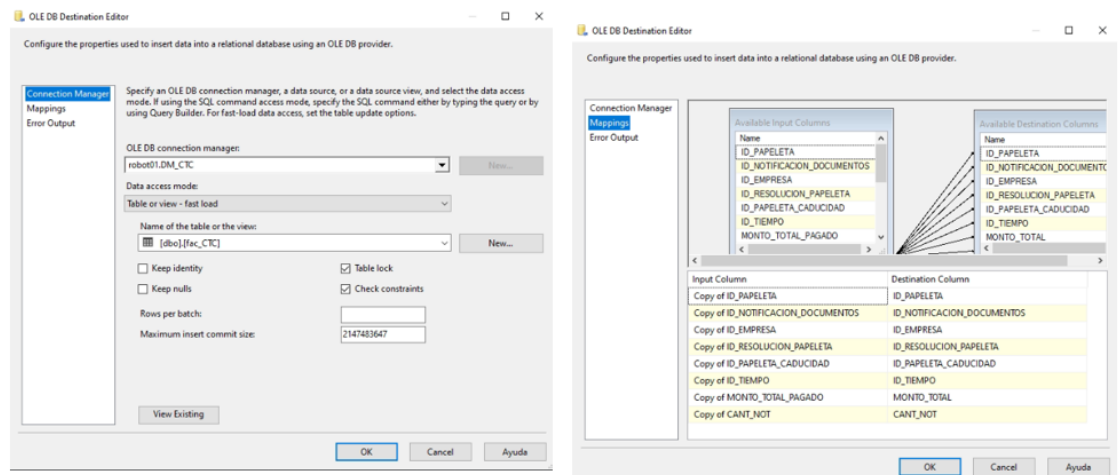 OLE DB Destination Editor
Configure the properties used to insert data into a relational database using an OLE DB provider.
Connection Manager
Mappings
Error Output
Specify an OLE DB connection manager, a data source, or a data source view, and select the data access
mode. If using the SQL command access mode, specify the SQL command either by typing the query or by
using Query Builder. For fast-load data access, set the table update options.
OLE DB connection manager:
robot01.DM_CTC
New...
Data access mode:
Table or view - fast load
Name of the table or the view:
[dbo].[fac_CTC]
New...
Keep identity
Table lock
Keep nulls
Check constraints
Rows per batch:
Maximum insert commit size:
2147483647
View Existing
OK
Cancel
Ayuda
OLE DB Destination Editor
Configure the properties used to insert data into a relational database using an OLE DB provider.
Connection Manager
Mappings
Error Output
Available Input Columns
Name
ID_PAPELETA
ID_NOTIFICACION_DOCUMENTOS
ID_EMPRESA
ID_RESOLUCION_PAPELETA
ID_PAPELETA_CADUCIDAD
ID_TIEMPO
MONTO_TOTAL_PAGADO
Available Destination Columns
Name
ID_PAPELETA
ID_NOTIFICACION_DOCUMENTC
ID_EMPRESA
ID_RESOLUCION_PAPELETA
ID_PAPELETA_CADUCIDAD
ID_TIEMPO
MONTO_TOTAL
Input Column Destination Column
Copy of ID_PAPELETA ID_PAPELETA
Copy of ID_NOTIFICACION_DOCUMENTOS ID_NOTIFICACION_DOCUMENTOS
Copy of ID_EMPRESA ID_EMPRESA
Copy of ID_RESOLUCION_PAPELETA ID_RESOLUCION_PAPELETA
Copy of ID_PAPELETA_CADUCIDAD ID_PAPELETA_CADUCIDAD
Copy of ID_TIEMPO ID_TIEMPO
Copy of MONTO_TOTAL_PAGADO MONTO_TOTAL
Copy of CANT_NOT CANT_NOT
OK
Cancel
Ayuda